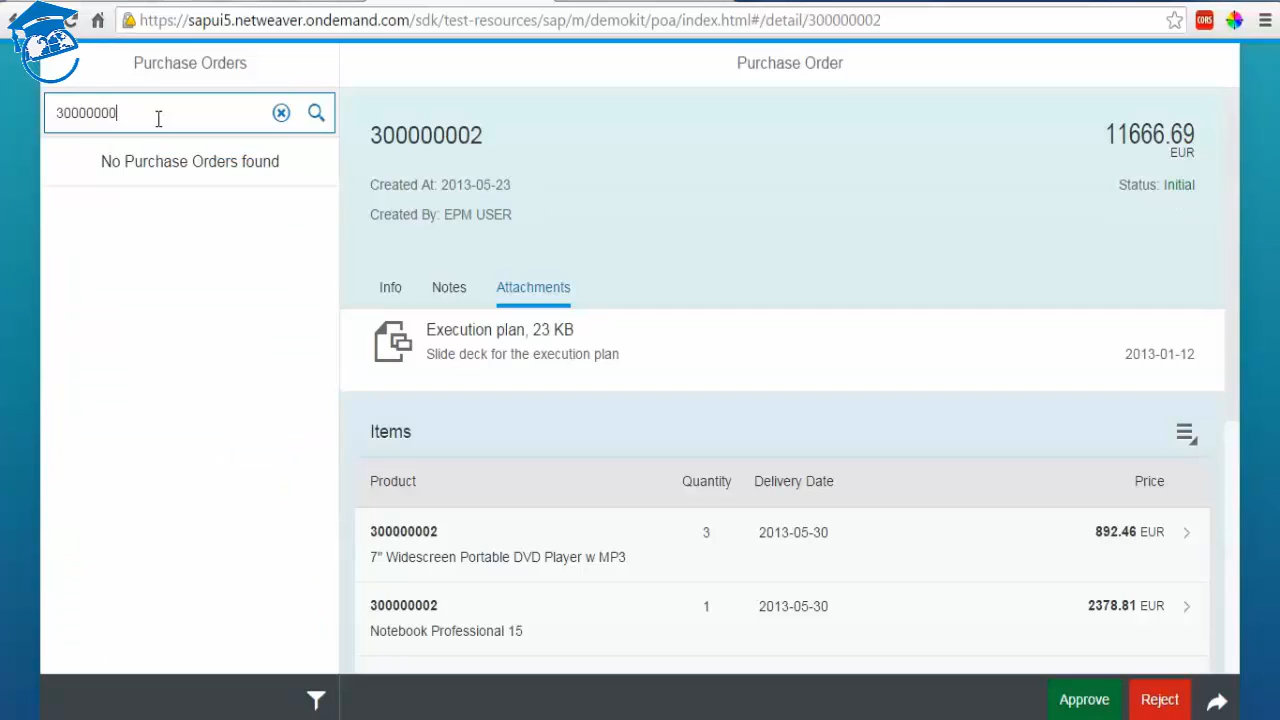 https://sapui5.netweaver.ondemand.com/sdk/test-resources/sap/m/demokit/poa/index.html#/detail/300000002
CORS
Purchase Orders
Purchase Order
30000000
No Purchase Orders found
300000002
11666.69
EUR
Created At: 2013-05-23
Status: Initial
Created By: EPM USER
Info Notes Attachments
Execution plan, 23 KB
Slide deck for the execution plan
2013-01-12
Items
Product Quantity Delivery Date Price
300000002 3 2013-05-30 892.46 EUR
7" Widescreen Portable DVD Player w MP3
300000002 1 2013-05-30 2378.81 EUR
Notebook Professional 15
Approve Reject